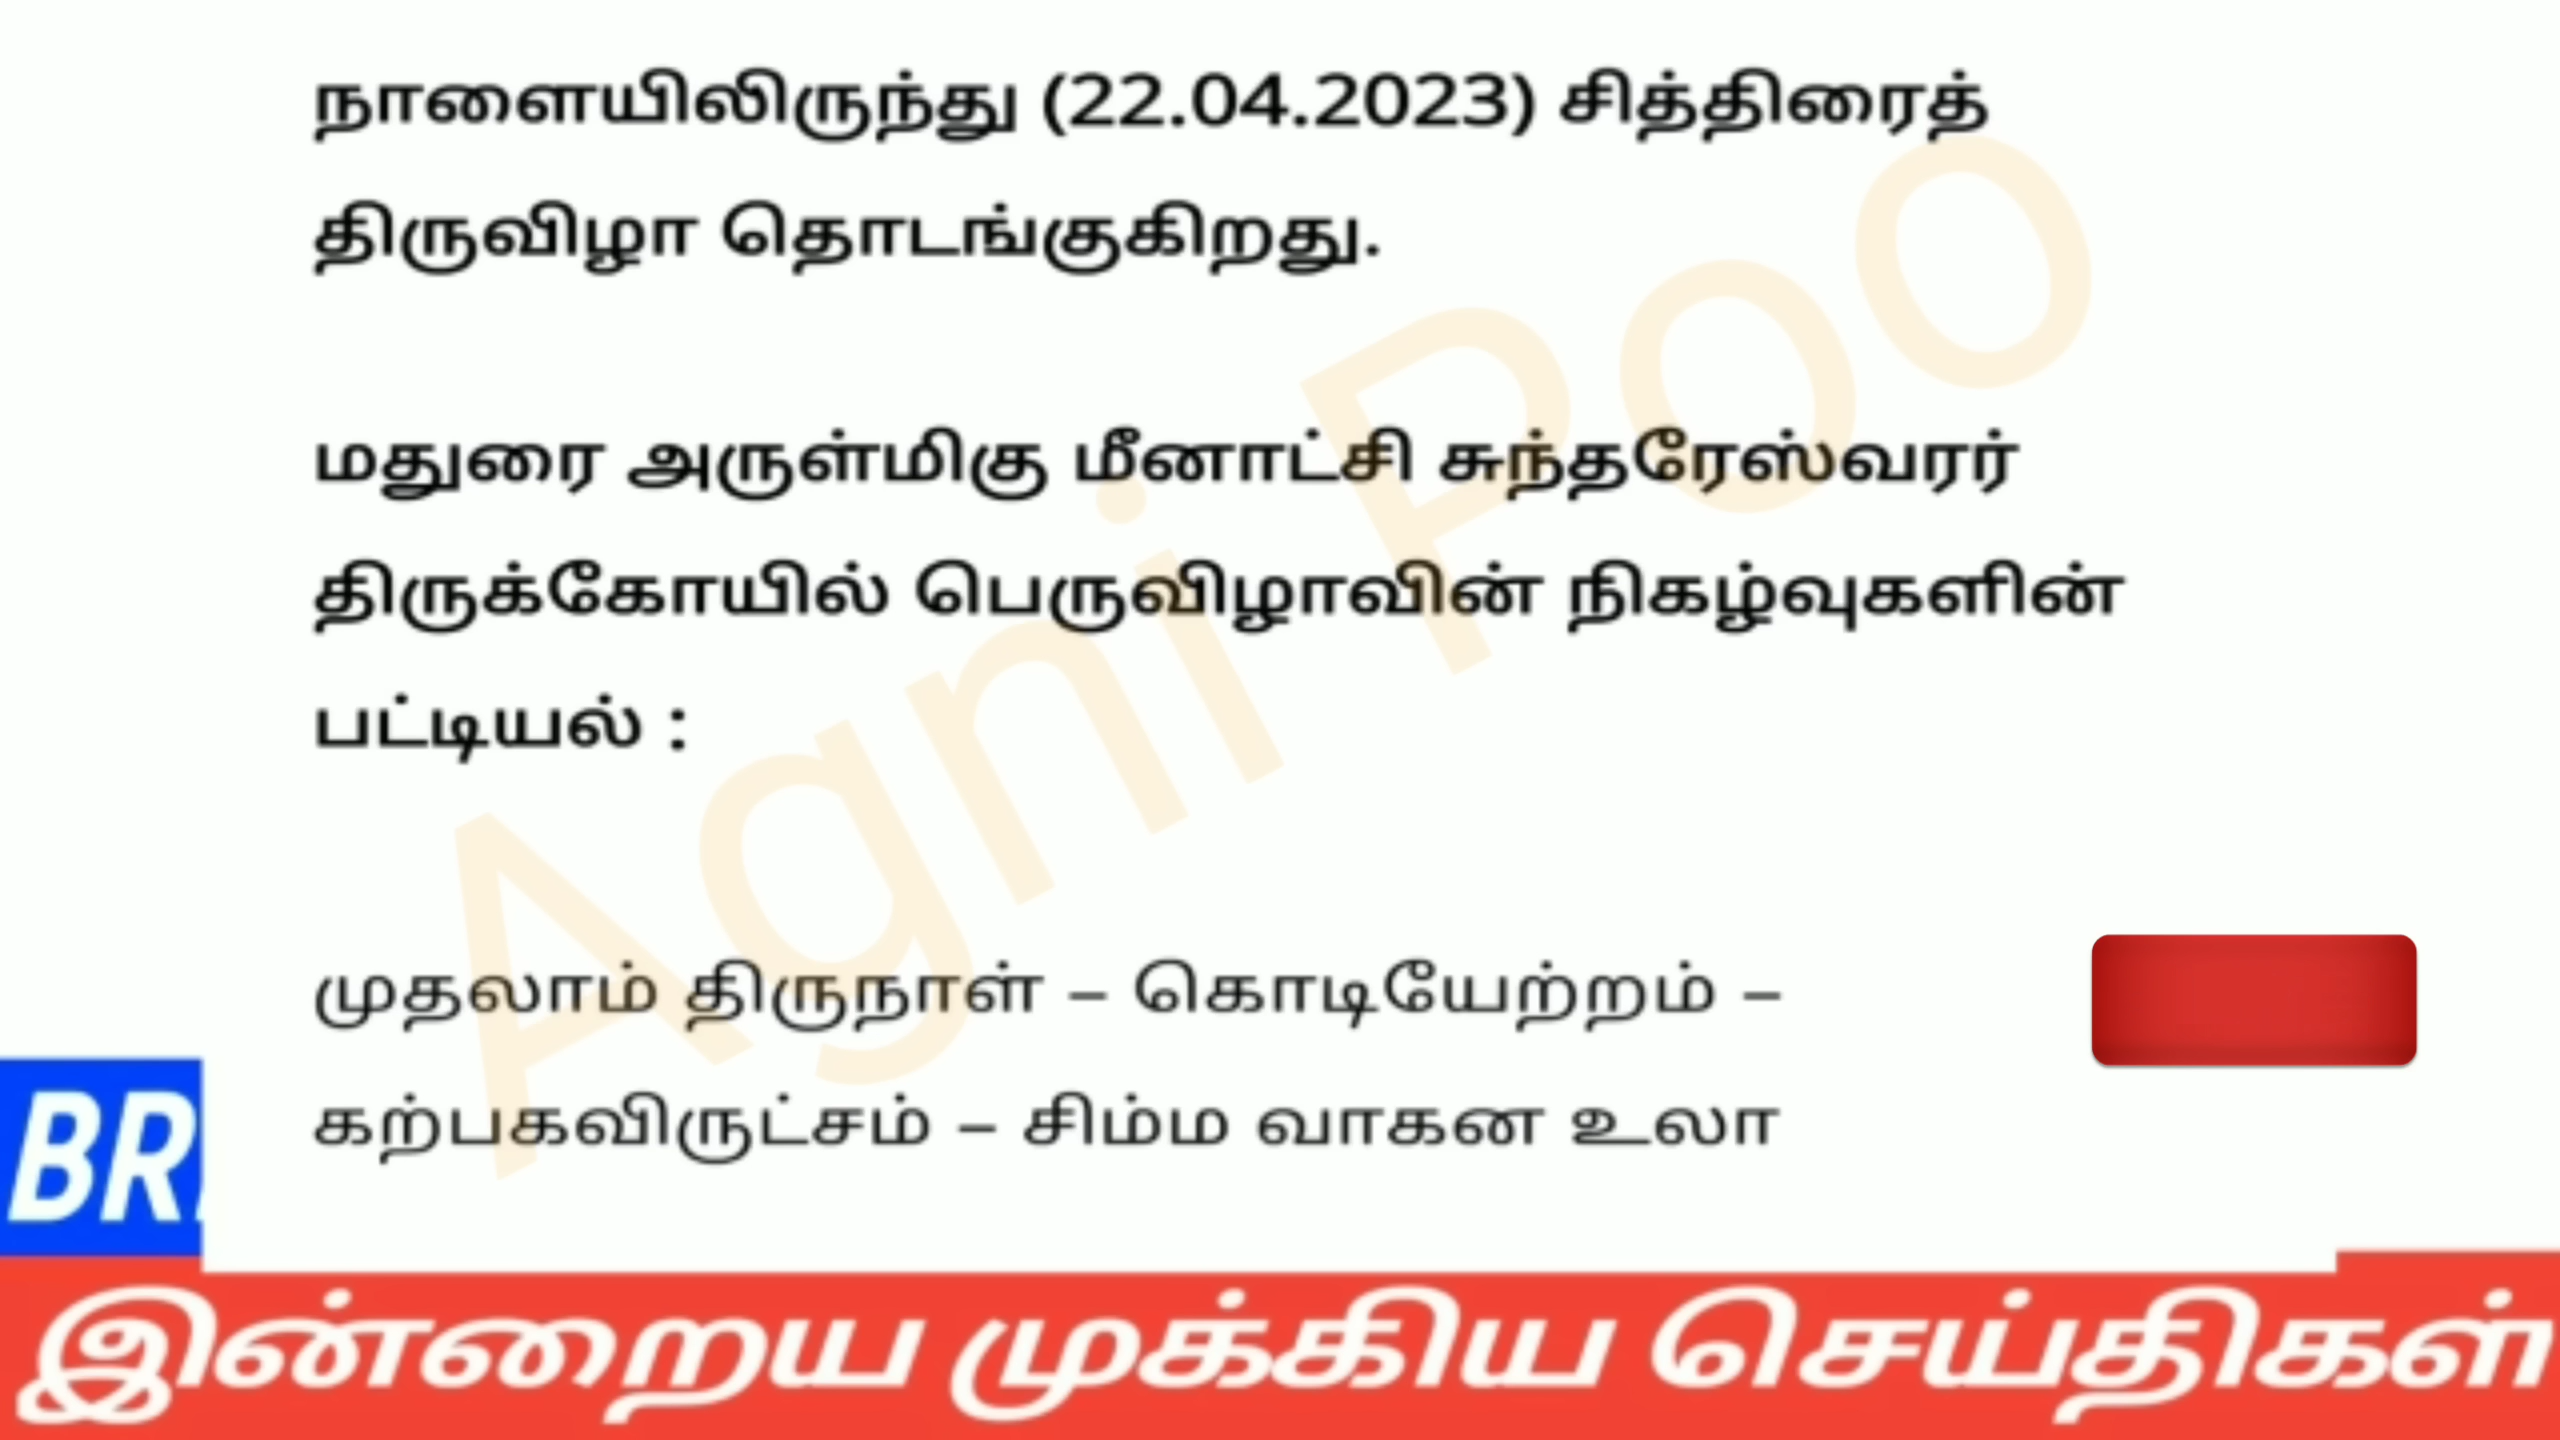 நாளையிலிருந்து (22.04.2023) சித்திரைத்
திருவிழா தொடங்குகிறது.
மதுரை அருள்மிகு மீனாட்சி சுந்தரேஸ்வரர்
திருக்கோயில் பெருவிழாவின் நிகழ்வுகளின்
பட்டியல் :
Agni Poo
முதலாம் திருநாள் – கொடியேற்றம் –
கற்பகவிருட்சம் – சிம்ம வாகன உலா
BR
இன்றைய முக்கிய செய்திகள்